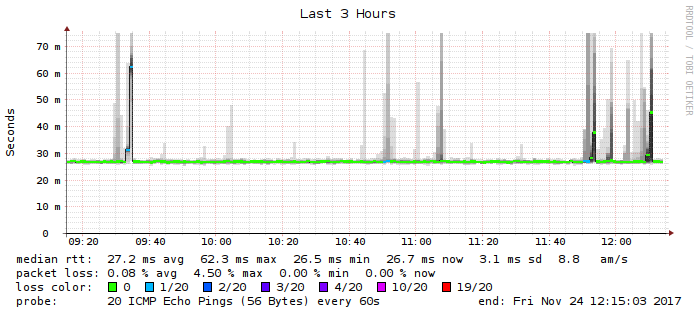 Last 3 Hours
RRDTOOL / TOBI OETIKER
Seconds
70 m
60 m
50 m
40 m
30 m
20 m
10 m
0
09:20 09:40 10:00 10:20 10:40 11:00 11:20 11:40 12:00
median rtt: 27.2 ms avg 62.3 ms max 26.5 ms min 26.7 ms now 3.1 ms sd 8.8 am/s
packet loss: 0.08 % avg 4.50 % max 0.00 % min 0.00 % now
loss color: 0 1/20 2/20 3/20 4/20 10/20 19/20
probe: 20 ICMP Echo Pings (56 Bytes) every 60s end: Fri Nov 24 12:15:03 2017